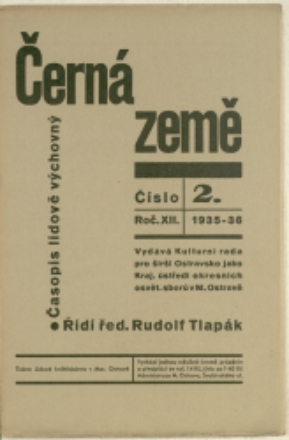 Černá
země
Časopis lidově výchovný
Číslo 2.
Roč. XII. 1935-36
Vydává Kulturní rada
pro širší Ostravsko jako
Kraj. ústředí okresních
osvět. sborů v M. Ostravě
Řídí řed. Rudolf Tlapák